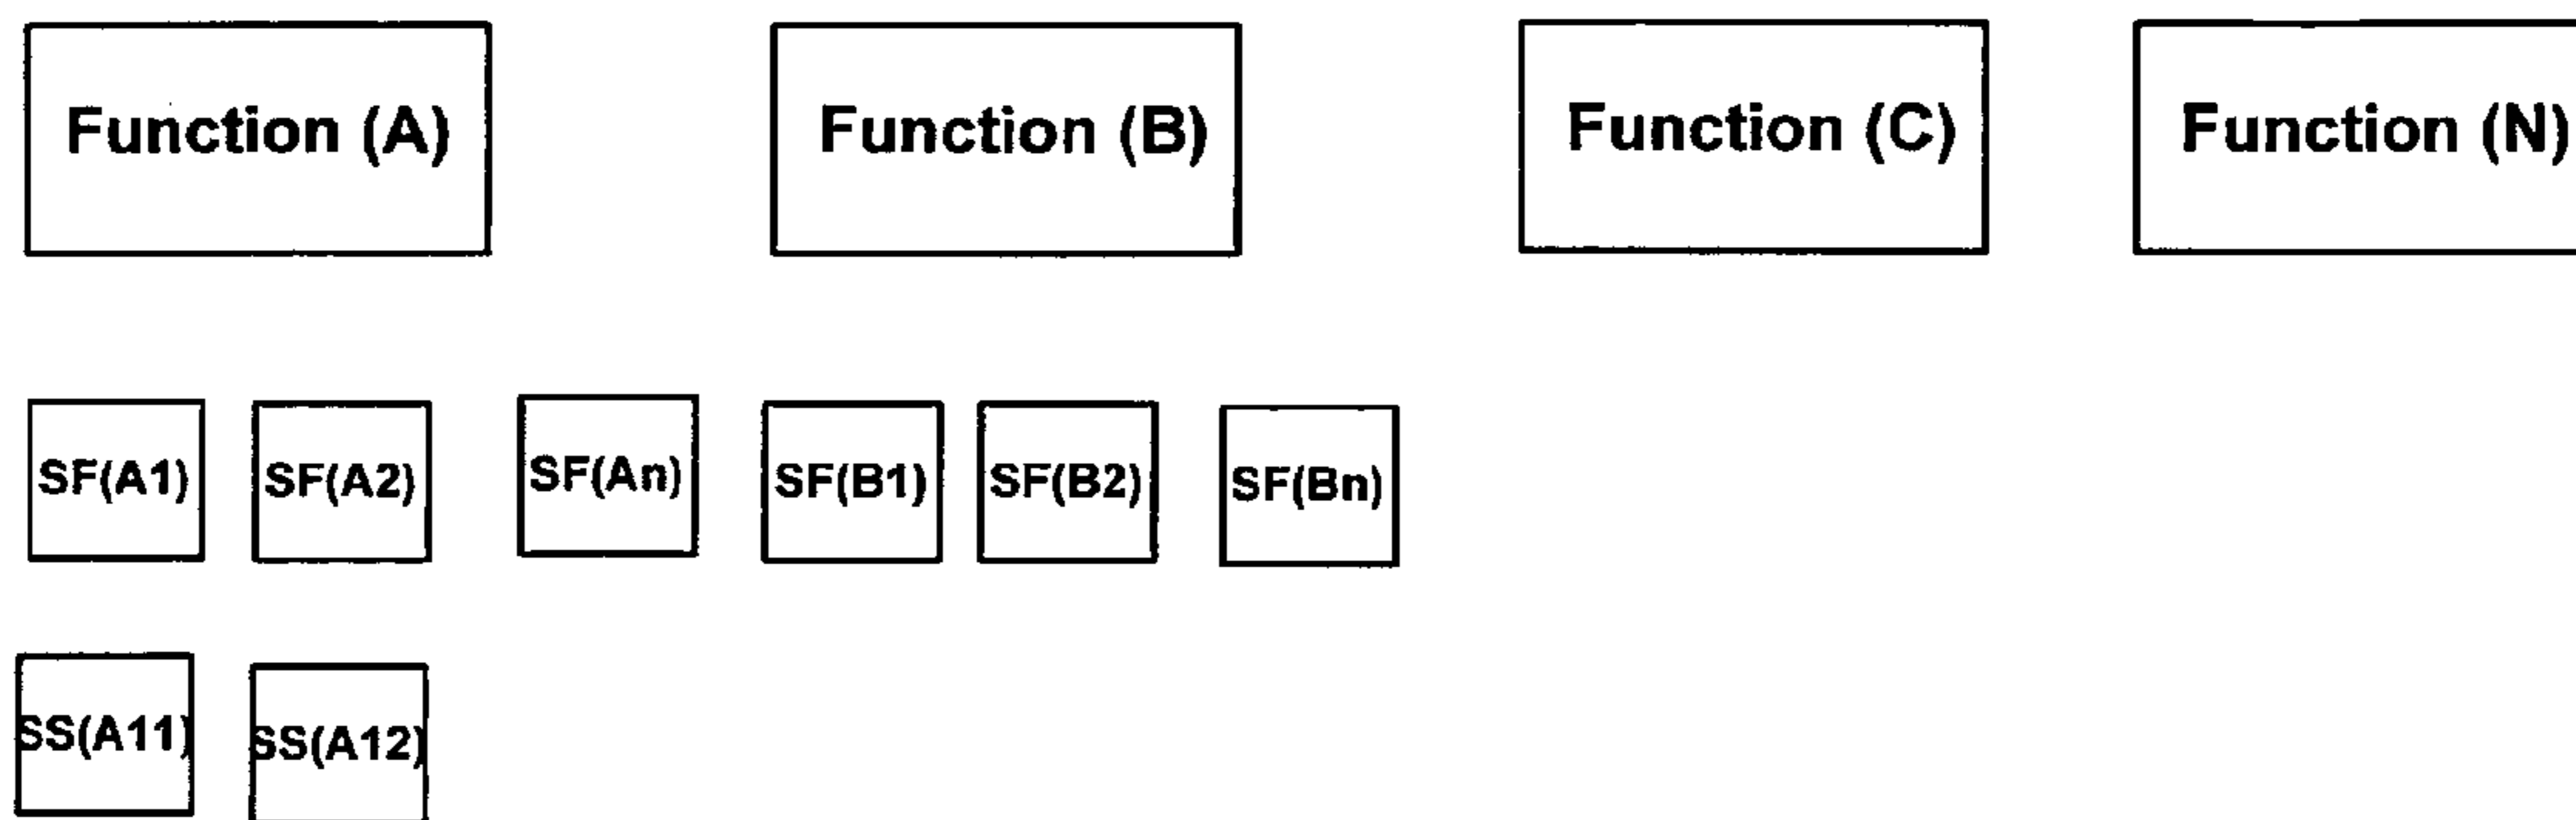 Function (A)
Function (B)
Function (C)
Function (N)
SF(A1)
SF(A2)
SF(An)
SF(B1)
SF(B2)
SF(Bn)
SS(A11)
SS(A12)